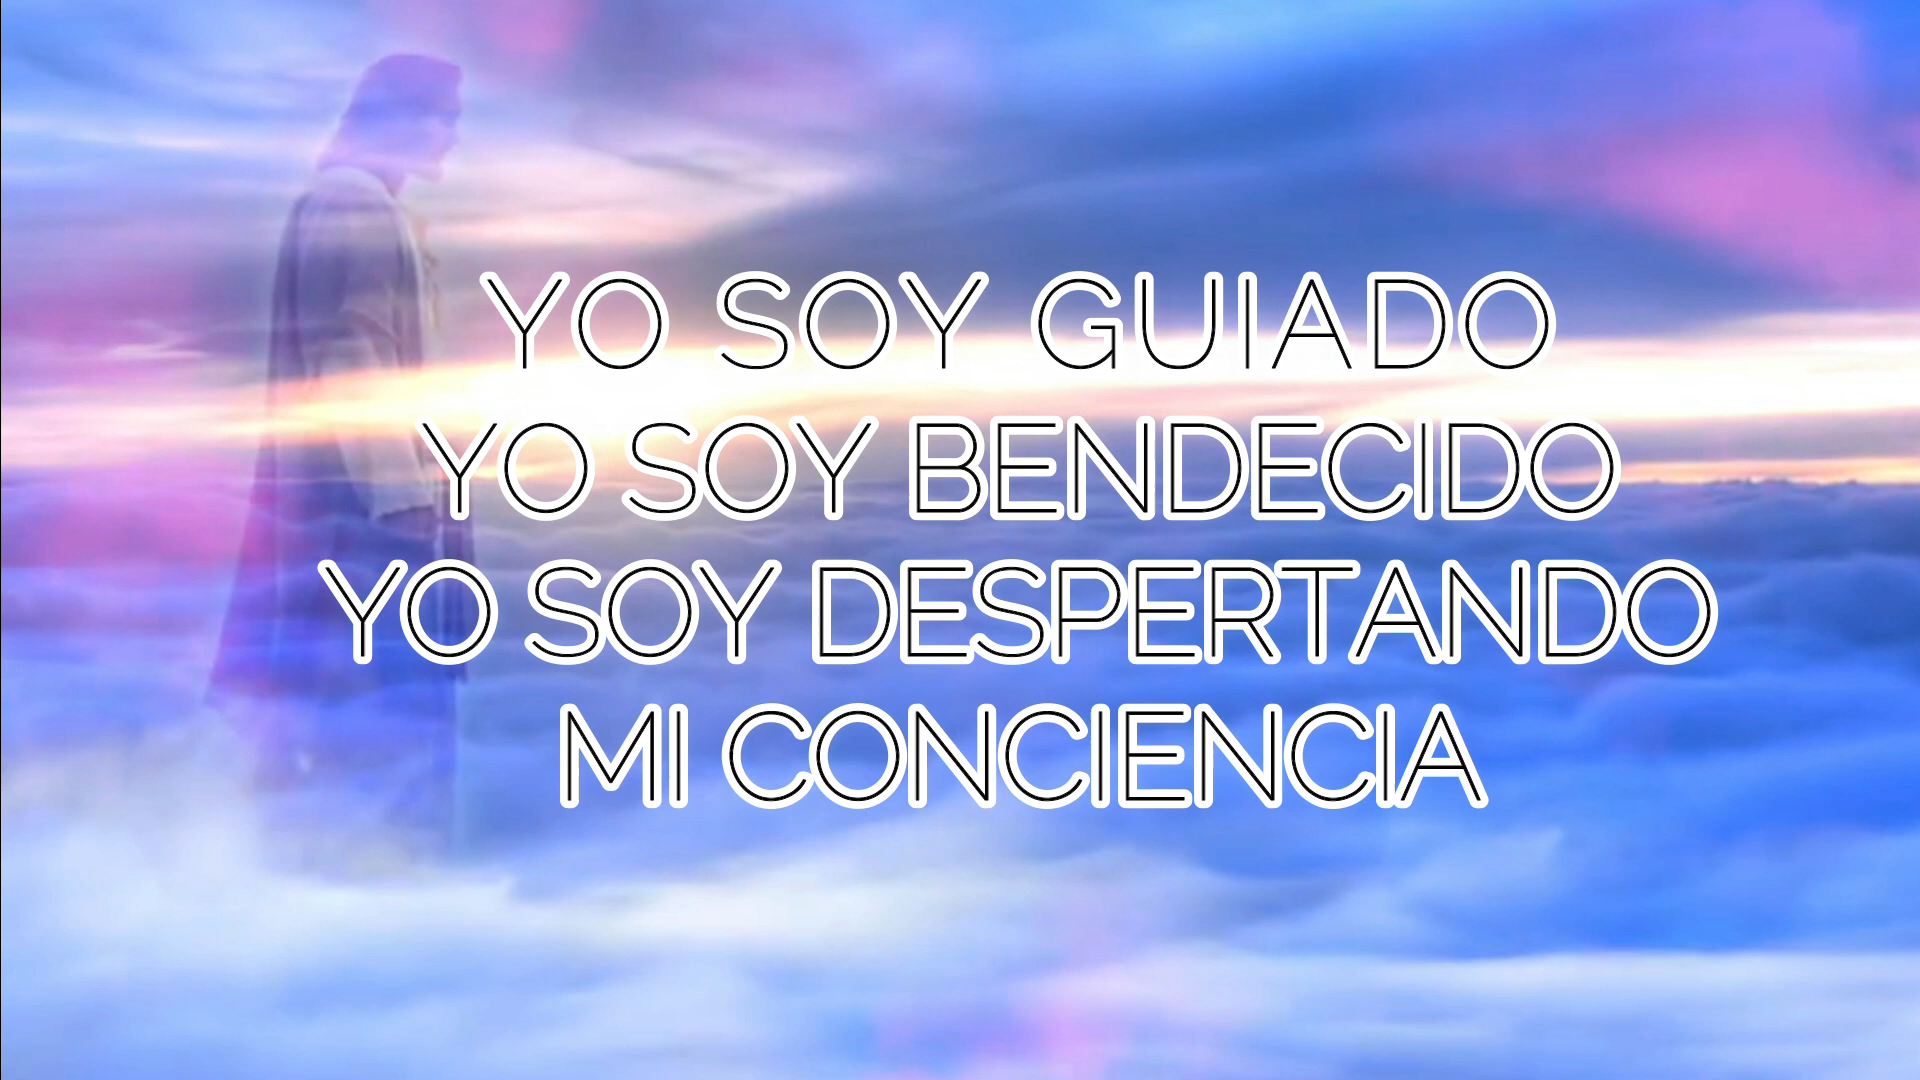 YO SOY GUIADO
YO SOY BENDECIDO
YO SOY DESPERTANDO
MI CONCIENCIA